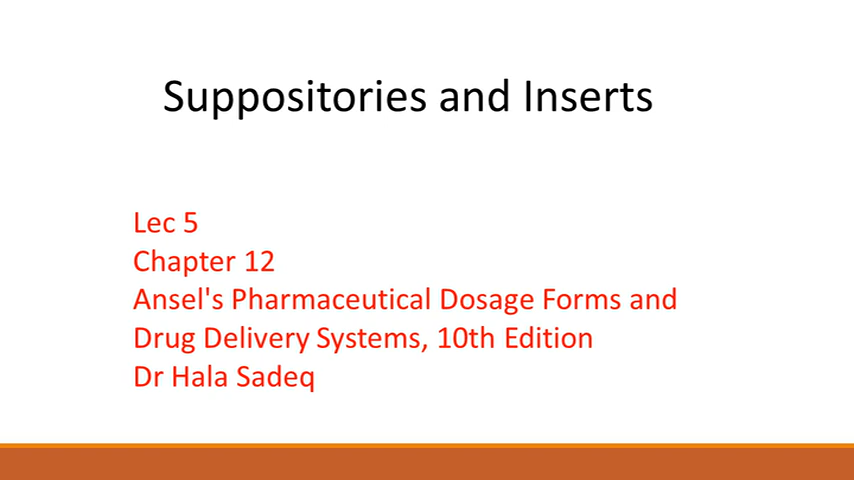 Suppositories and Inserts
Lec 5
Chapter 12
Ansel's Pharmaceutical Dosage Forms and
Drug Delivery Systems, 10th Edition
Dr Hala Sadeq